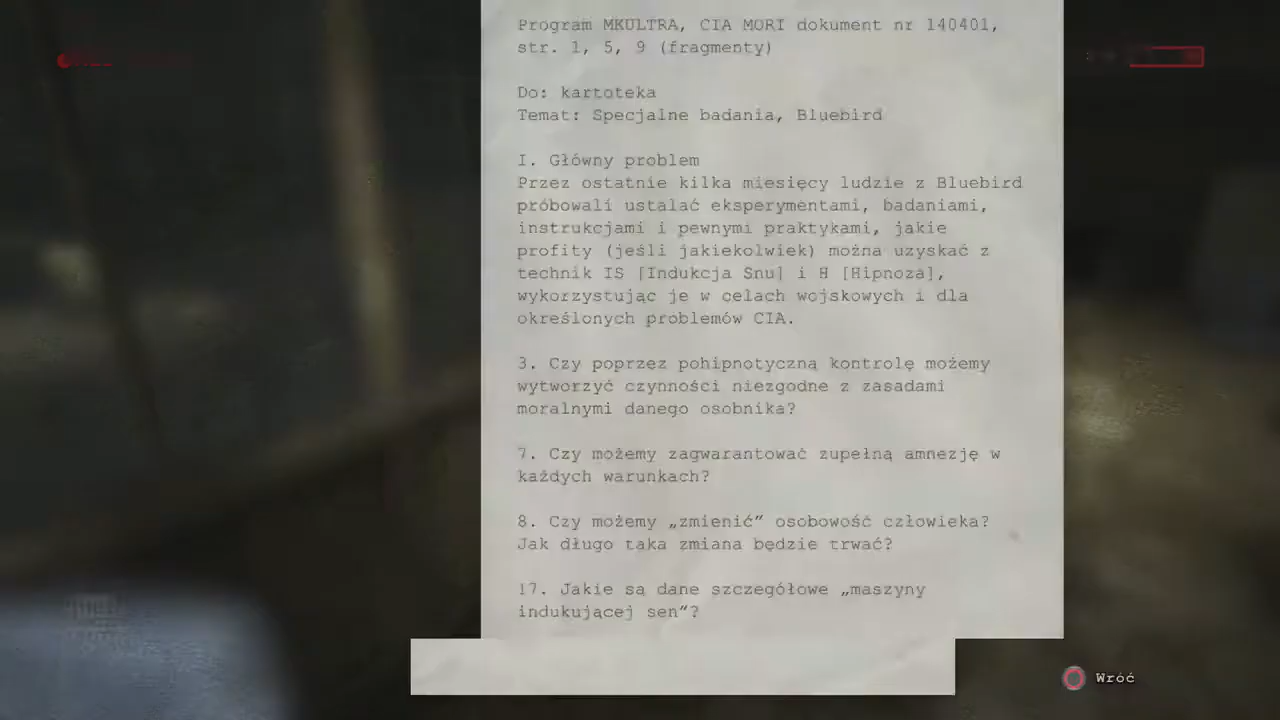 Program MKULTRA, CIA MORI dokument nr 140401,
str. 1, 5, 9 (fragmenty)
Do: kartoteka
Temat: Specjalne badania, Bluebird
I. Główny problem
Przez ostatnie kilka miesięcy ludzie z Bluebird
próbowali ustalać eksperymentami, badaniami,
instrukcjami i pewnymi praktykami, jakie
profity (jeśli jakiekolwiek) można uzyskać z
technik IS [Indukcja Snu] i H [Hipnoza],
wykorzystując je w celach wojskowych i dla
określonych problemów CIA.
3. Czy poprzez pohipnotyczną kontrolę możemy
wytworzyć czynności niezgodne z zasadami
moralnymi danego osobnika?
7. Czy możemy zagwarantować zupełną amnezję w
każdych warunkach?
8. Czy możemy „zmienić” osobowość człowieka?
Jak długo taka zmiana będzie trwać?
17. Jakie są dane szczegółowe „maszyny
indukującej sen”?
Wróć